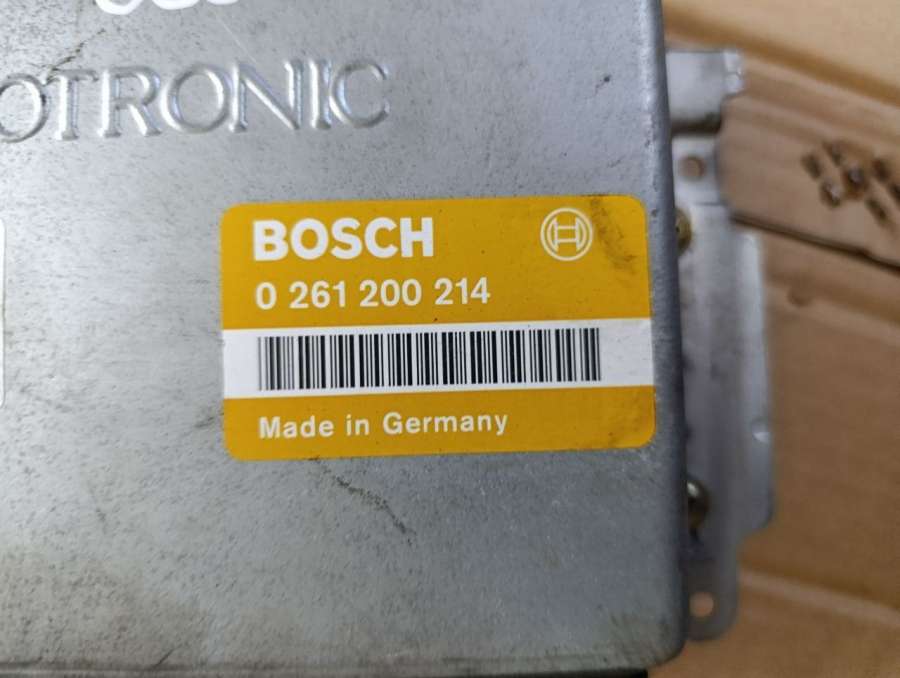 OTRONIC
BOSCH
0 261 200 214
Made in Germany